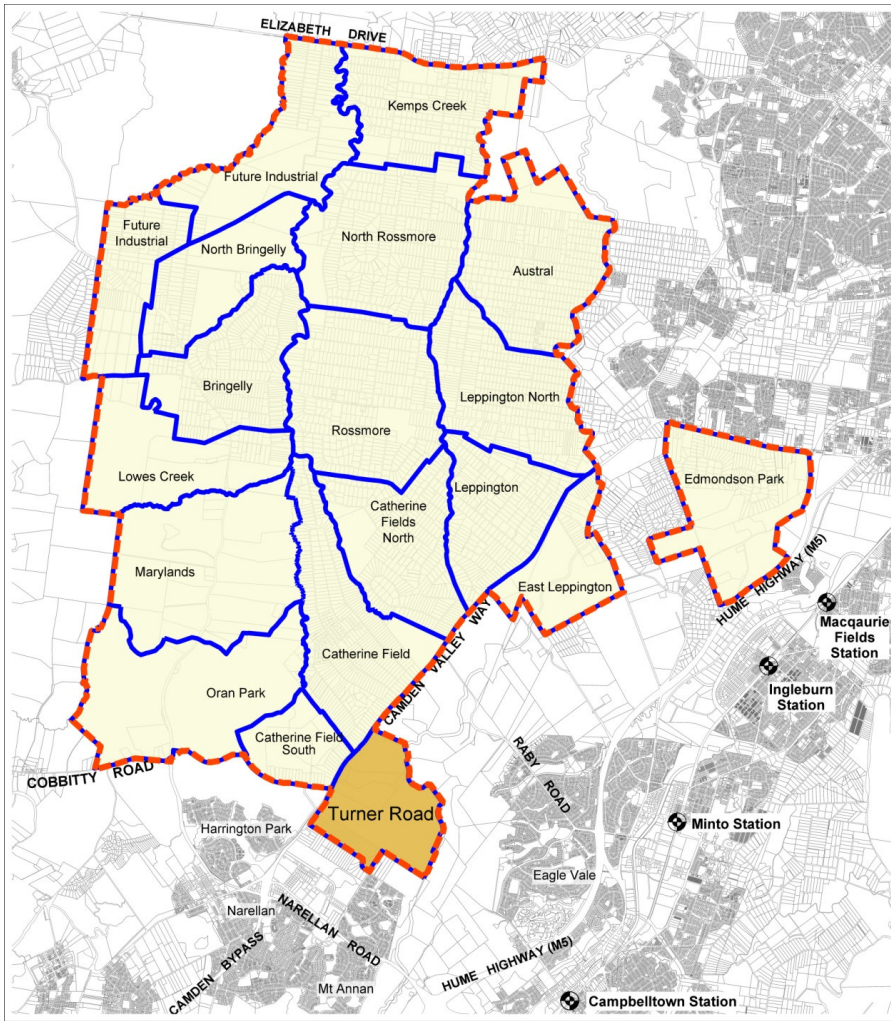 ELIZABETH DRIVE
Kemps Creek
Future Industrial
Future
Industrial
North Bringelly
North Rossmore
Austral
Bringelly
Leppington North
Rossmore
Lowes Creek
Leppington
Edmondson Park
Catherine
Fields
North
Marylands
East Leppington
HUME HIGHWAY (M5)
Macqaurie
Fields
Station
CAMDEN VALLEY WAY
Catherine Field
Ingleburn
Station
Oran Park
Catherine Field
South
COBBITTY ROAD
RABY ROAD
Turner Road
Harrington Park
Minto Station
Eagle Vale
Narellan
NARELLAN ROAD
CAMDEN BYPASS
HUME HIGHWAY (M5)
Mt Annan
Campbelltown Station